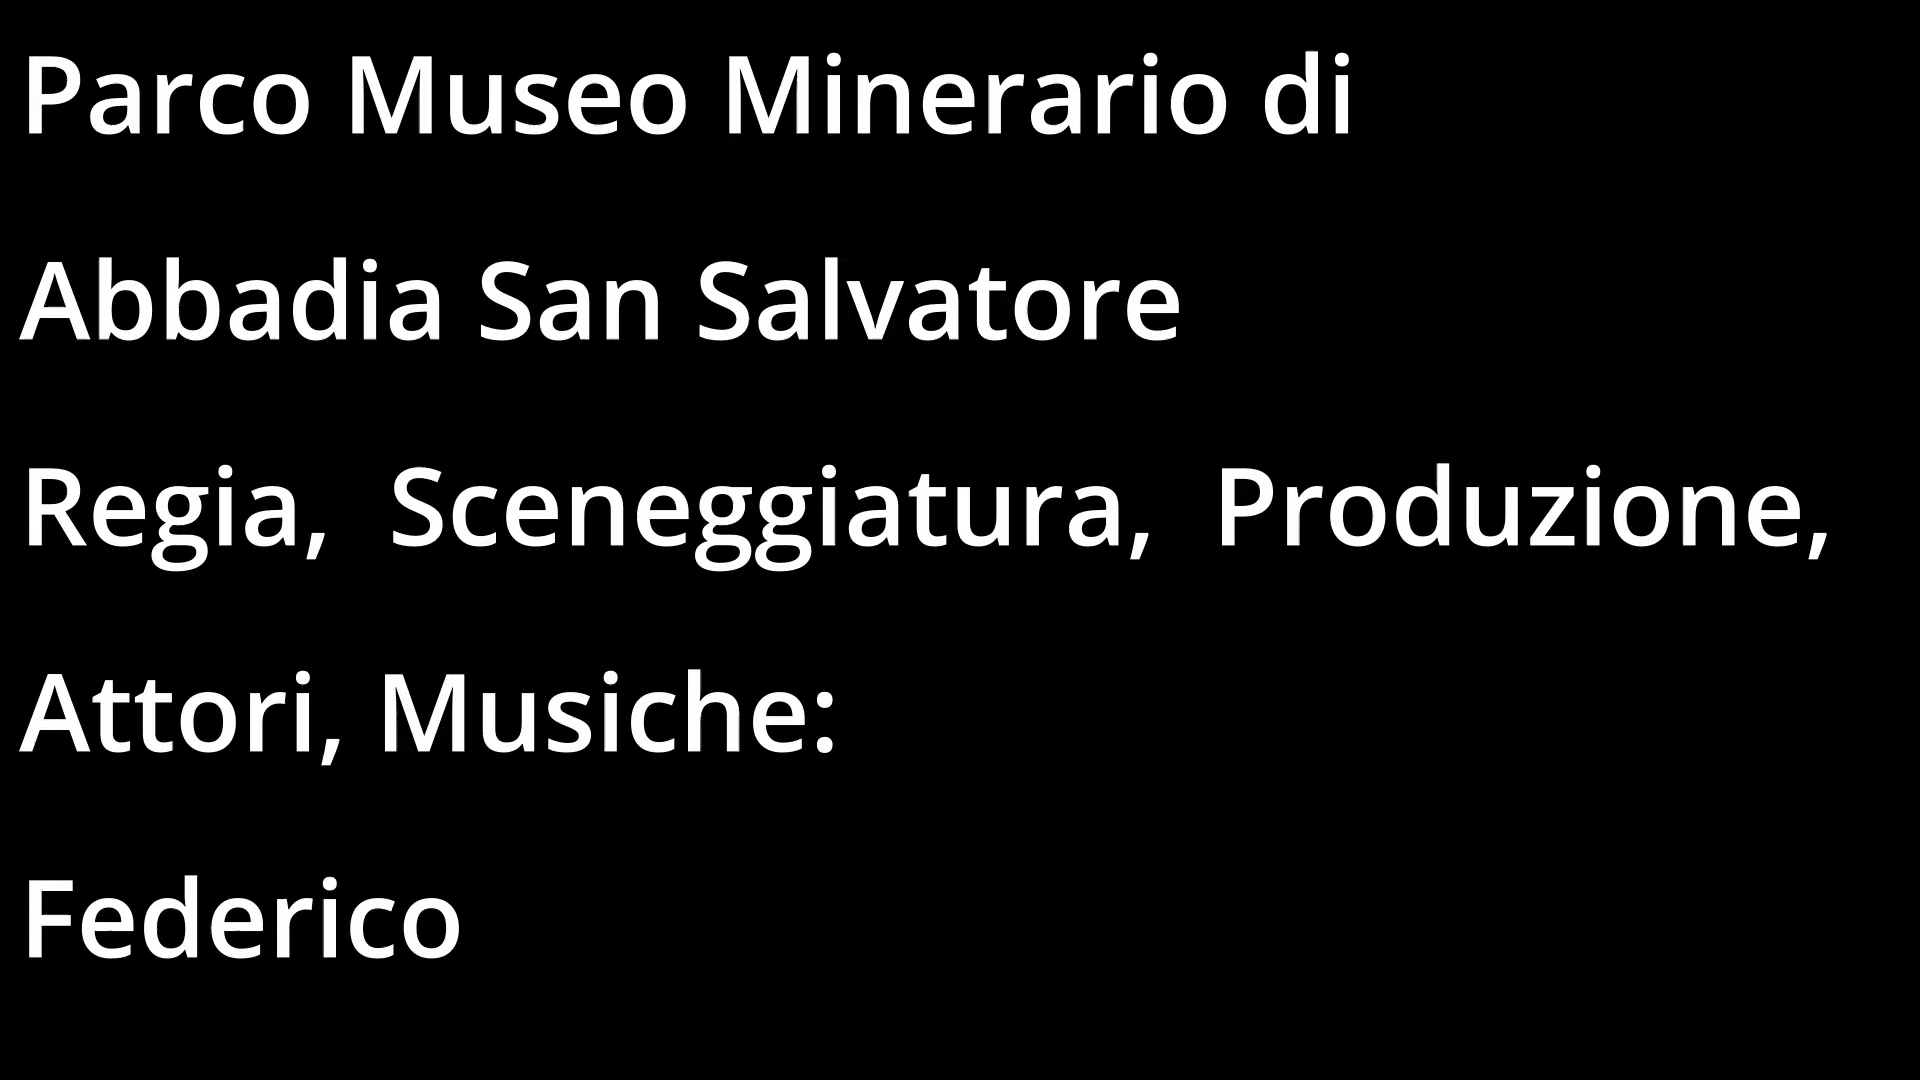 Parco Museo Minerario di
Abbadia San Salvatore
Regia, Sceneggiatura, Produzione,
Attori, Musiche:
Federico